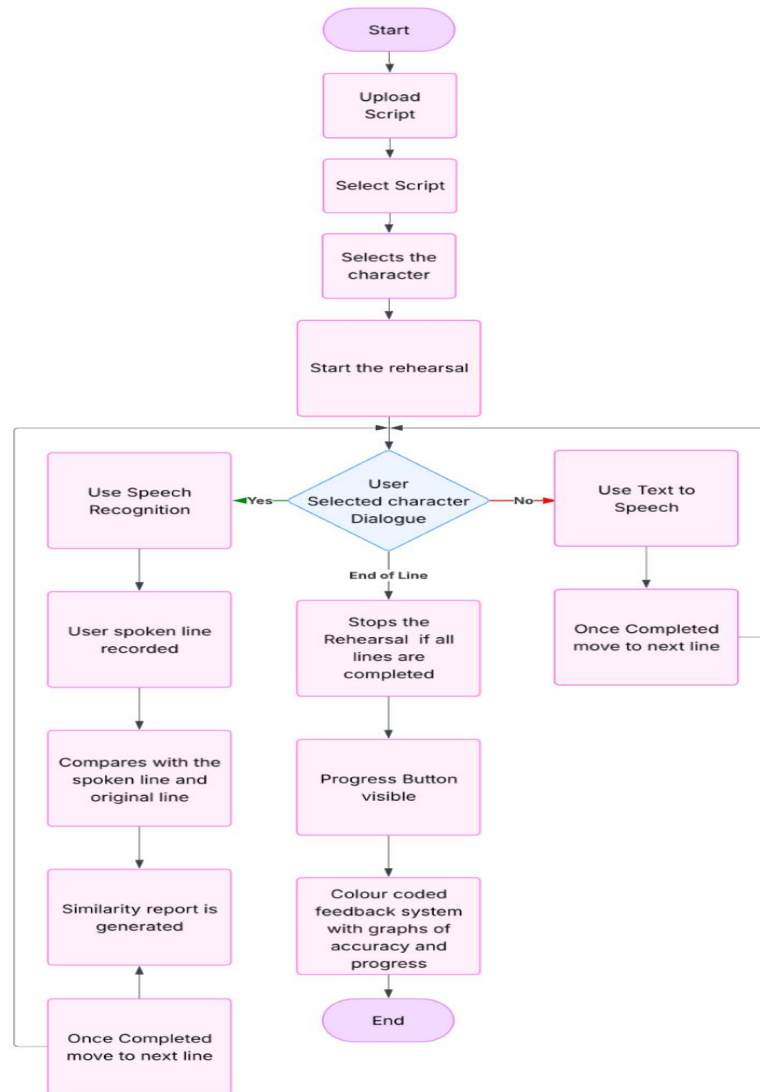 Start
Upload
Script
Select Script
Selects the
character
Start the rehearsal
User
Selected character
Dialogue
Yes
No
End of Line
Use Speech
Recognition
User spoken line
recorded
Compares with the
spoken line and
original line
Similarity report is
generated
Once Completed
move to next line
Stops the
Rehearsal if all
lines are
completed
Progress Button
visible
Colour coded
feedback system
with graphs of
accuracy and
progress
End
Use Text to
Speech
Once Completed
move to next line